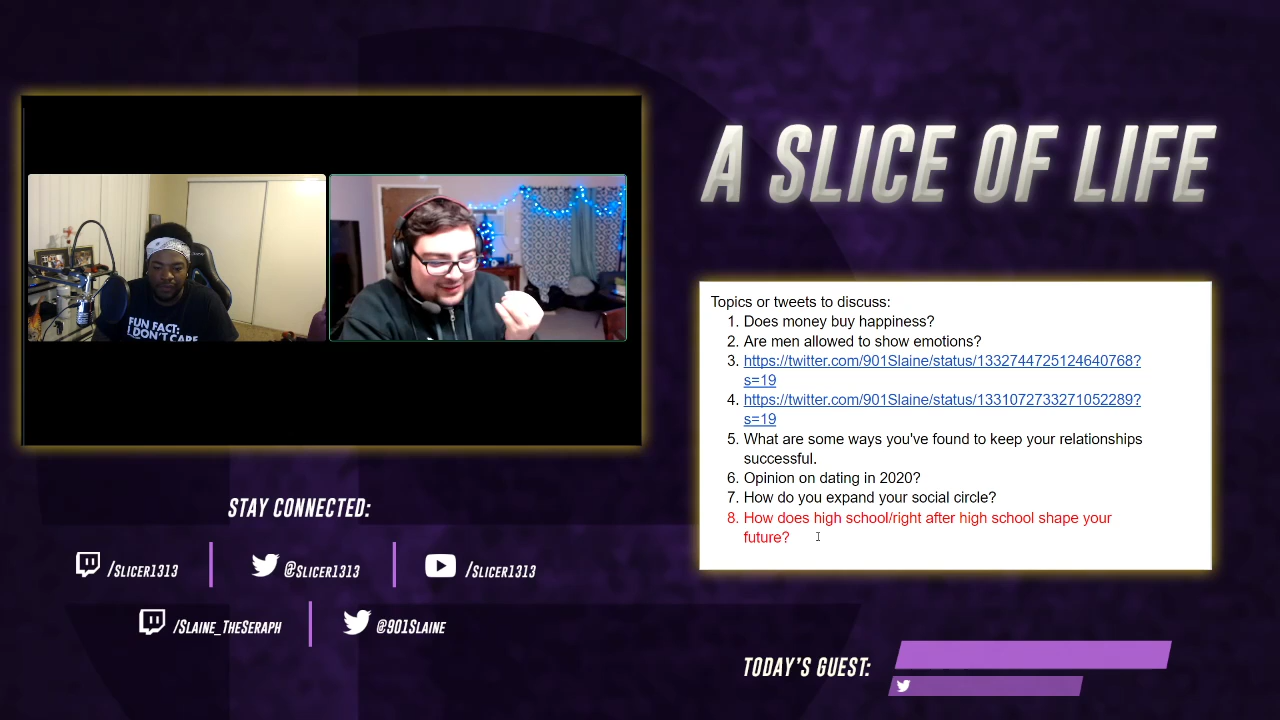 A SLICE OF LIFE
FUN FACT:
I DON'T CARE
Topics or tweets to discuss:
1. Does money buy happiness?
2. Are men allowed to show emotions?
3. https://twitter.com/901Slaine/status/1332744725124640768?
s=19
4. https://twitter.com/901Slaine/status/1331072733271052289?
s=19
5. What are some ways you've found to keep your relationships
successful.
6. Opinion on dating in 2020?
7. How do you expand your social circle?
8. How does high school/right after high school shape your
future?
STAY CONNECTED:
/SLICER1313
@SLICER1313
/SLICER1313
/SLAINE_THESERAPH
@901SLAINE
TODAY'S GUEST: